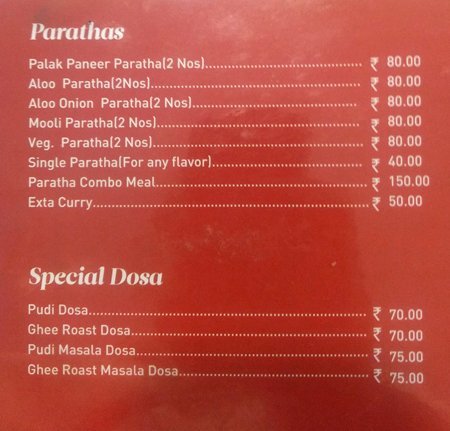 Parathas
Palak Paneer Paratha(2 Nos)........................................ ₹ 80.00
Aloo Paratha(2Nos)........................................ ₹ 80.00
Aloo Onion Paratha(2 Nos)........................................ ₹ 80.00
Mooli Paratha(2 Nos)........................................ ₹ 80.00
Veg. Paratha(2 Nos)........................................ ₹ 80.00
Single Paratha(For any flavor)........................................ ₹ 40.00
Paratha Combo Meal........................................ ₹ 150.00
Exta Curry........................................ ₹ 50.00
Special Dosa
Pudi Dosa........................................ ₹ 70.00
Ghee Roast Dosa........................................ ₹ 70.00
Pudi Masala Dosa........................................ ₹ 75.00
Ghee Roast Masala Dosa........................................ ₹ 75.00